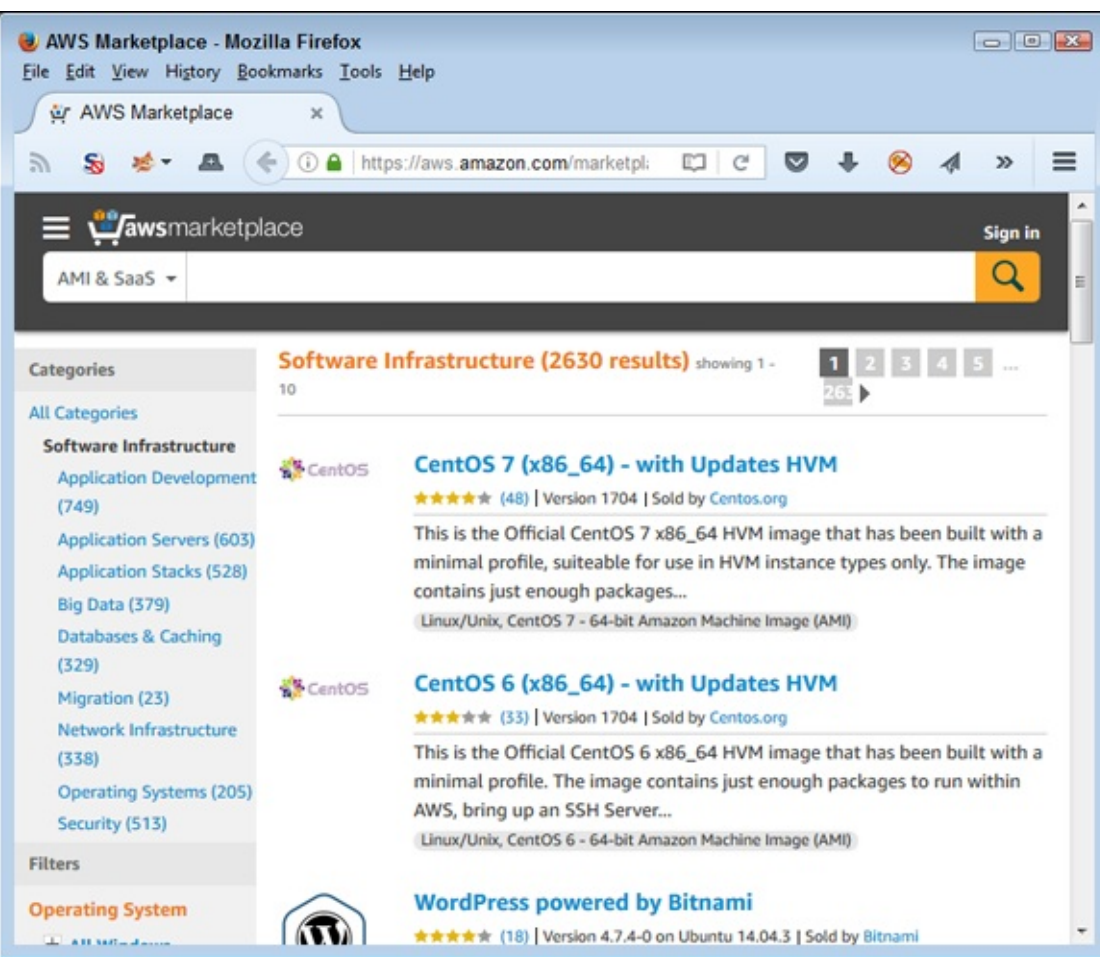 AWS Marketplace - Mozilla Firefox
File Edit View History Bookmarks Tools Help
AWS Marketplace
https://aws.amazon.com/marketpl
awsmarketplace
Sign in
AMI & SaaS
Categories
All Categories
Software Infrastructure
Application Development
(749)
Application Servers (603)
Application Stacks (528)
Big Data (379)
Databases & Caching
(329)
Migration (23)
Network Infrastructure
(338)
Operating Systems (205)
Security (513)
Filters
Operating System
All Windows
Software Infrastructure (2630 results) showing 1 -
10
1 2 3 4 5 ...
263
CentOS
CentOS 7 (x86_64) - with Updates HVM
(48) | Version 1704 | Sold by Centos.org
This is the Official CentOS 7 x86_64 HVM image that has been built with a
minimal profile, suiteable for use in HVM instance types only. The image
contains just enough packages...
Linux/Unix, CentOS 7 - 64-bit Amazon Machine Image (AMI)
CentOS
CentOS 6 (x86_64) - with Updates HVM
(33) | Version 1704 | Sold by Centos.org
This is the Official CentOS 6 x86_64 HVM image that has been built with a
minimal profile. The image contains just enough packages to run within
AWS, bring up an SSH Server...
Linux/Unix, CentOS 6 - 64-bit Amazon Machine Image (AMI)
WordPress powered by Bitnami
(18) | Version 4.7.4-0 on Ubuntu 14.04.3 | Sold by Bitnami